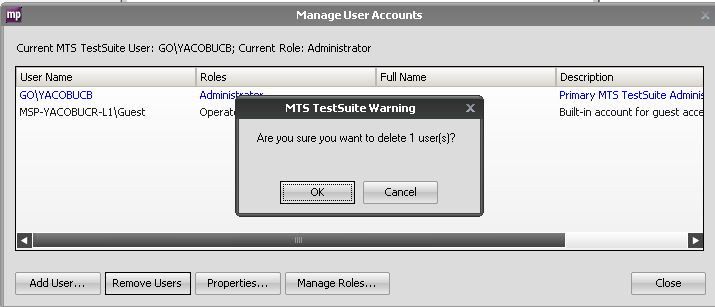 mp Manage User Accounts
Current MTS TestSuite User: GO\YACOBUCB; Current Role: Administrator
User Name Roles Full Name Description
GO\YACOBUCB Administrator Primary MTS TestSuite Adminis
MSP-YACOBUCR-L1\Guest Operat Built-in account for guest acce
MTS TestSuite Warning
Are you sure you want to delete 1 user(s)?
OK Cancel
Add User... Remove Users Properties... Manage Roles... Close